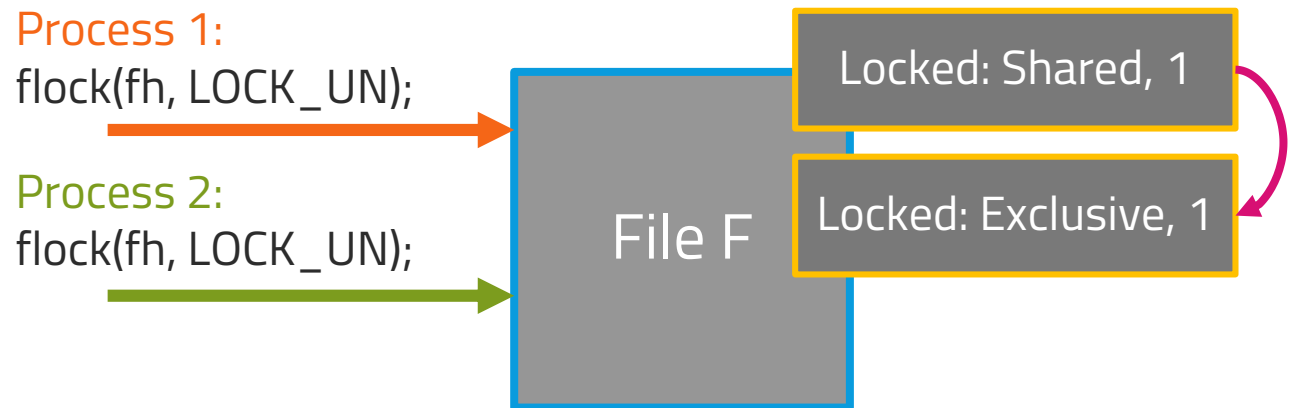 Process 1:
flock(fh, LOCK_UN);
Process 2:
flock(fh, LOCK_UN);
File F
Locked: Shared, 1
Locked: Exclusive, 1